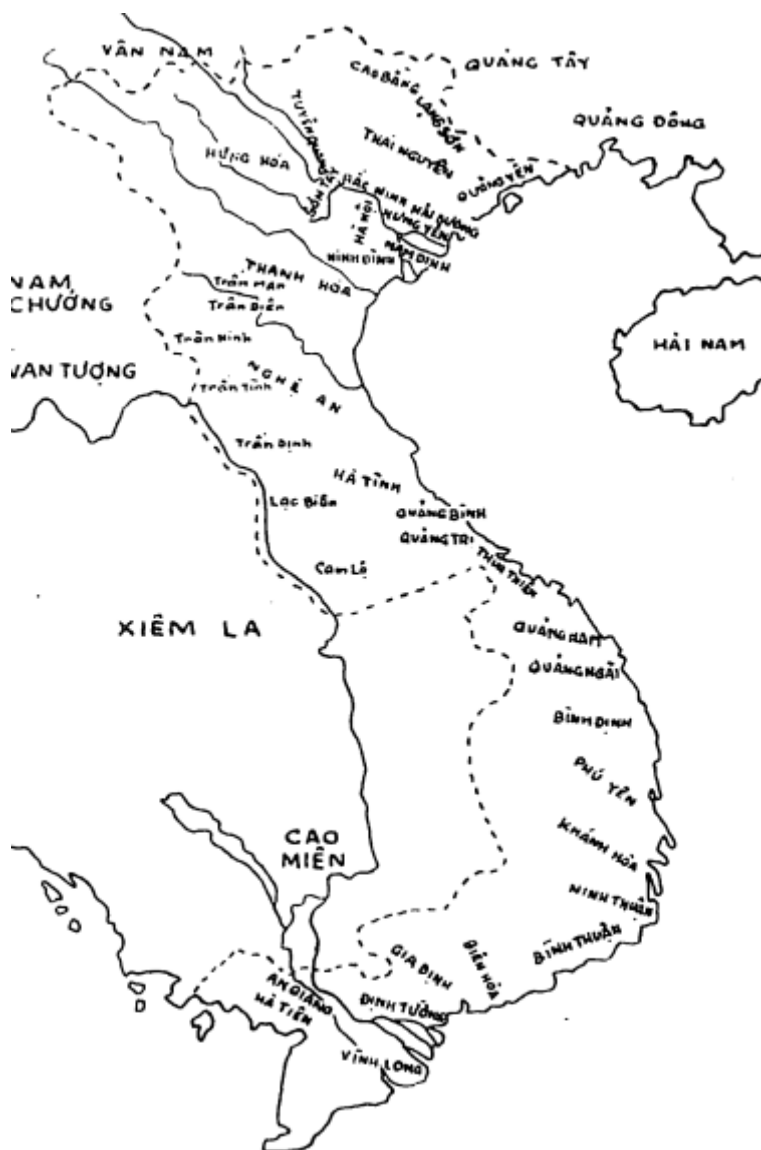 VÂN NAM
QUẢNG TÂY
CAO BẰNG
LẠNG SƠN
QUẢNG ĐÔNG
TUYÊN QUANG
THÁI NGUYÊN
HƯNG HÓA
SƠN TÂY
BẮC NINH
HẢI DƯƠNG
QUẢNG YÊN
HÀ NỘI
HƯNG YÊN
NAM ĐỊNH
NINH BÌNH
THANH HÓA
NAM
CHƯỞNG
Trấn Man
Trấn Biên
Trấn Ninh
HẢI NAM
VẠN TƯỢNG
Trấn Tĩnh
NGHỆ AN
Trấn Định
HÀ TĨNH
Lạc Biên
QUẢNG BÌNH
QUẢNG TRỊ
THỪA THIÊN
Cam Lộ
XIÊM LA
QUẢNG NAM
QUẢNG NGÃI
BÌNH ĐỊNH
PHÚ YÊN
CAO
MIÊN
KHÁNH HÒA
NINH THUẬN
BÌNH THUẬN
GIA ĐỊNH
BIÊN HÒA
AN GIANG
HÀ TIÊN
ĐỊNH TƯỜNG
VĨNH LONG